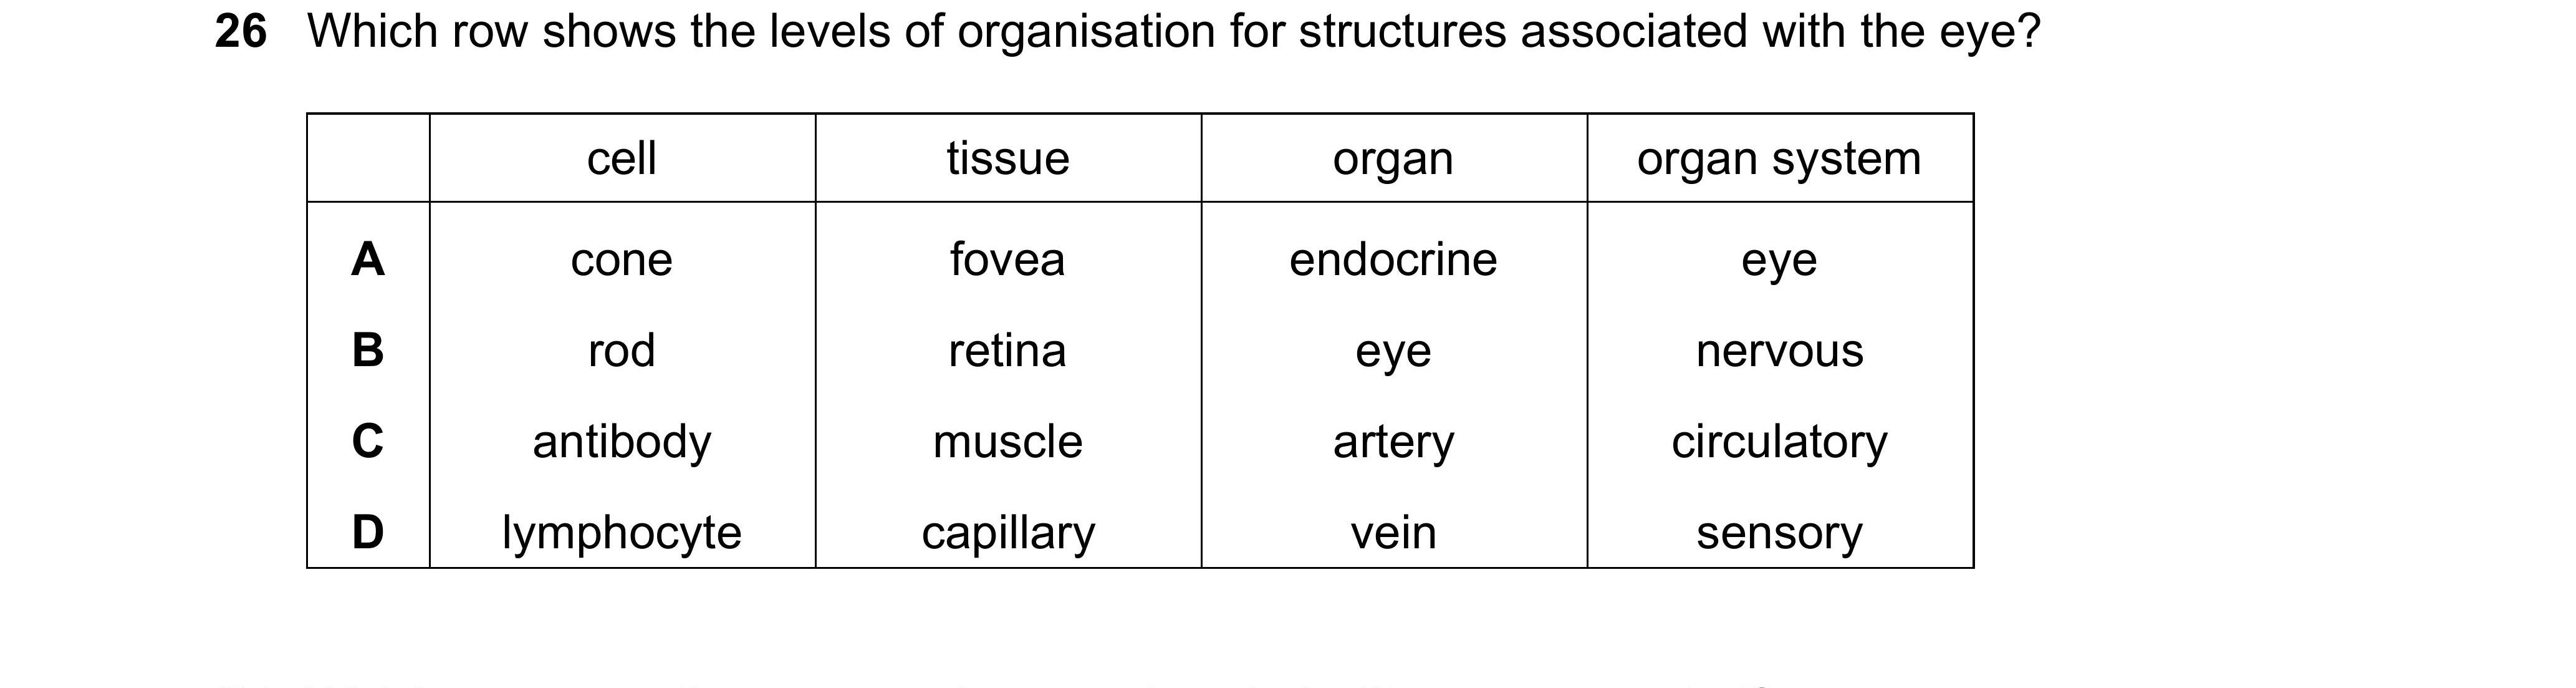 26 Which row shows the levels of organisation for structures associated with the eye?
cell tissue organ organ system
A cone fovea endocrine eye
B rod retina eye nervous
C antibody muscle artery circulatory
D lymphocyte capillary vein sensory